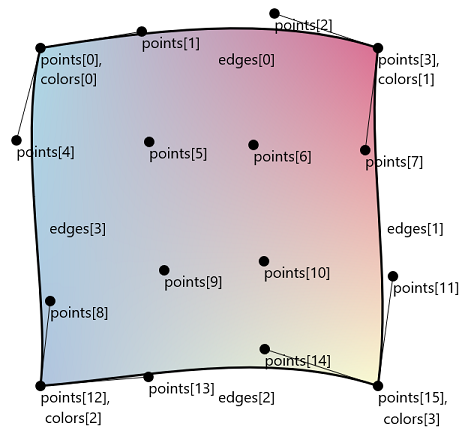 points[2]
points[1]
points[0],
colors[0]
edges[0]
points[3],
colors[1]
points[4]
points[5]
points[6]
points[7]
edges[3]
edges[1]
points[9]
points[10]
points[11]
points[8]
points[14]
points[12],
colors[2]
points[13]
edges[2]
points[15],
colors[3]